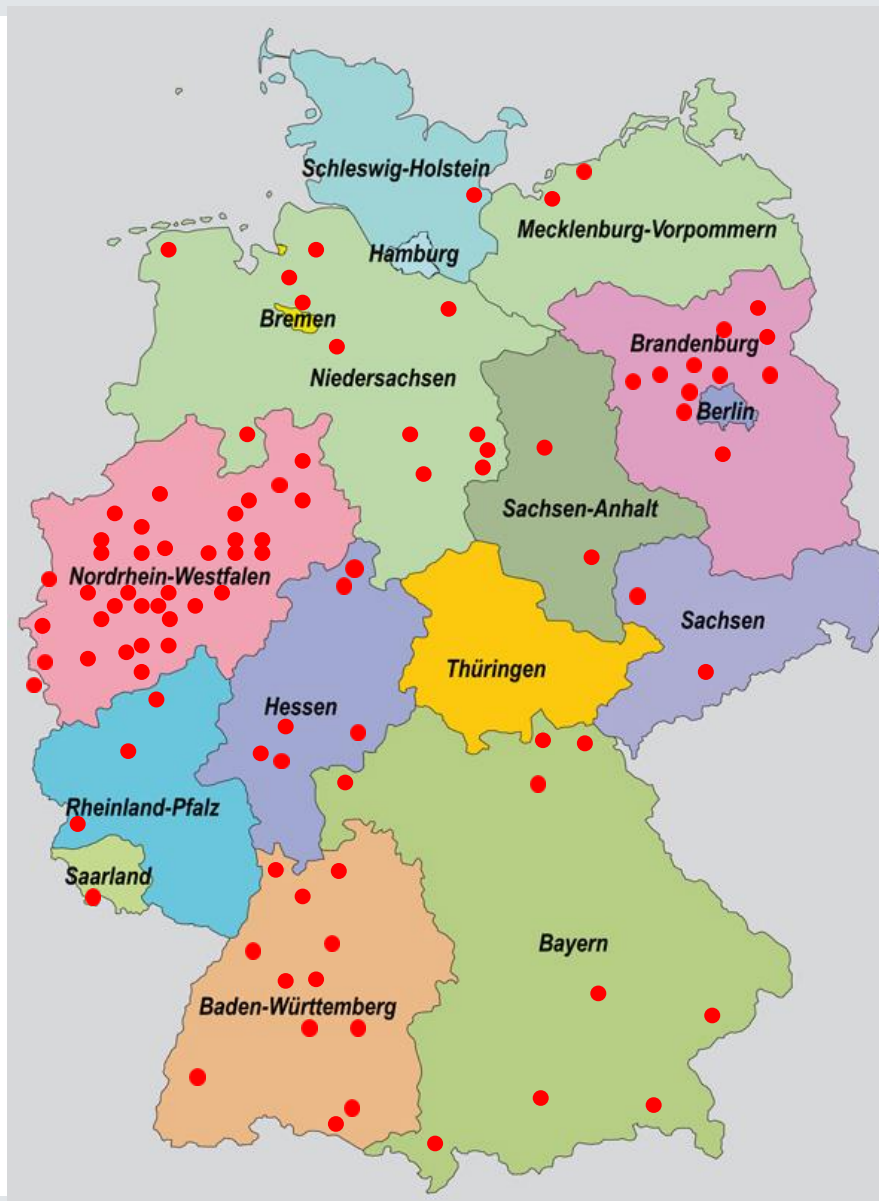 Schleswig-Holstein
Mecklenburg-Vorpommern
Hamburg
Bremen
Brandenburg
Niedersachsen
Berlin
Sachsen-Anhalt
Nordrhein-Westfalen
Sachsen
Thüringen
Hessen
Rheinland-Pfalz
Saarland
Bayern
Baden-Württemberg